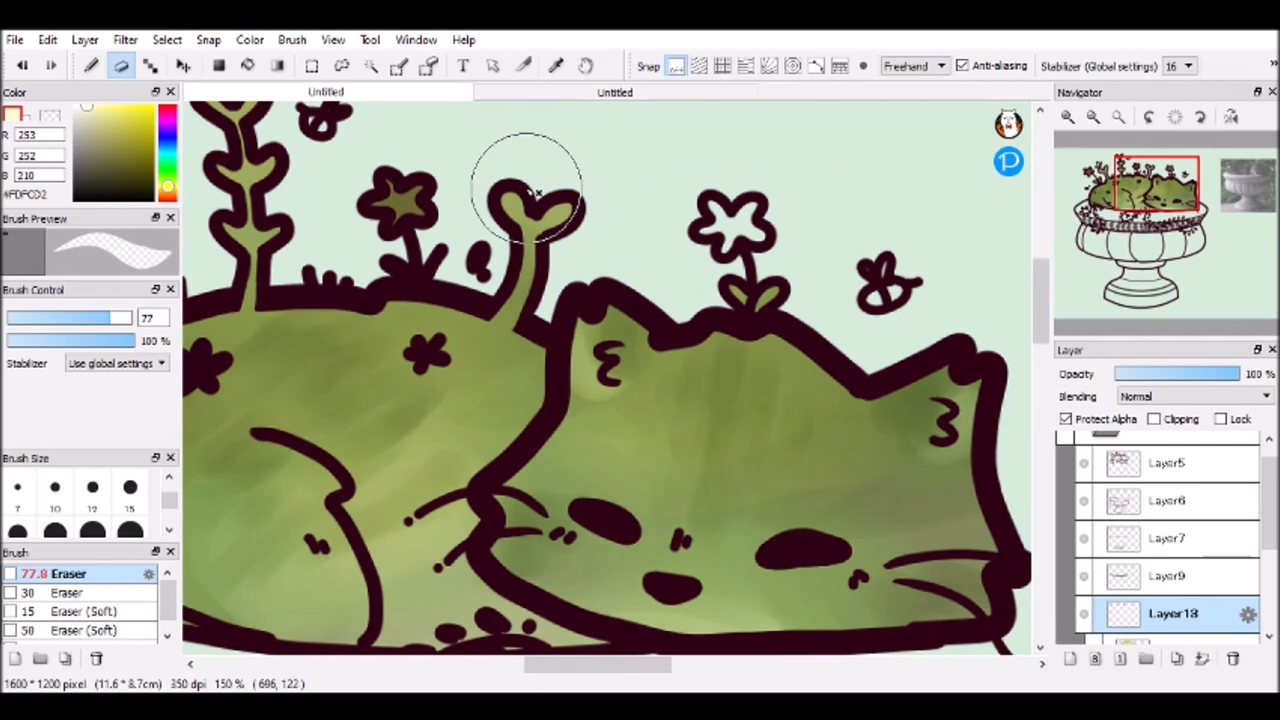 File Edit Layer Filter Select Snap Color Brush View Tool Window Help
T Snap Freehand Anti-aliasing Stabilizer (Global settings) 16
Color
Untitled Untitled
Navigator
R 253
G 252
B 210
#FDFCD2
Brush Preview
Brush Control
77
100 %
Stabilizer Use global settings
Layer
Opacity 100 %
Blending Normal
Protect Alpha Clipping Lock
Layer5
Layer6
Layer7
Layer9
Layer18
Brush Size
7 10 12 15
Brush
77.8 Eraser
30 Eraser
15 Eraser (Soft)
50 Eraser (Soft)
1600 * 1200 pixel (11.6 * 8.7cm) 350 dpi 150 % ( 696, 122 )